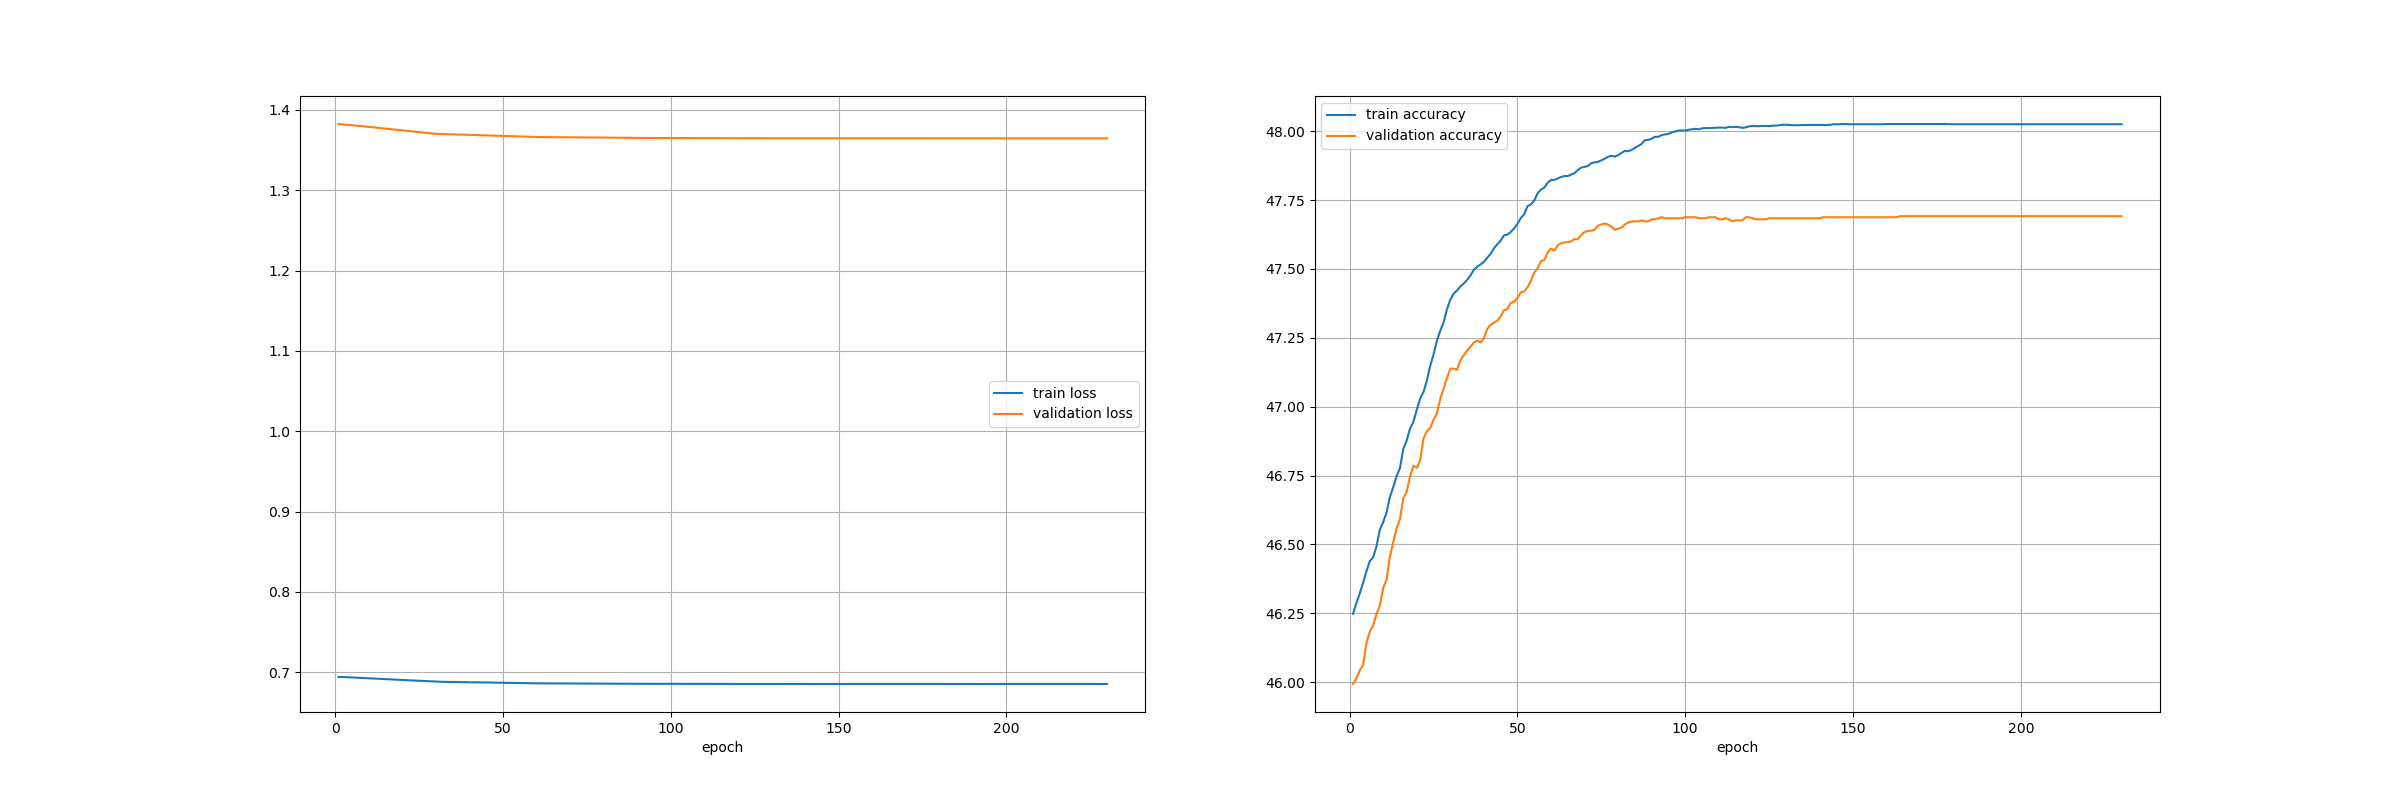 1.4
1.3
1.2
1.1
1.0
0.9
0.8
0.7
0 50 100 150 200
epoch
train loss
validation loss
48.00
47.75
47.50
47.25
47.00
46.75
46.50
46.25
46.00
0 50 100 150 200
epoch
train accuracy
validation accuracy